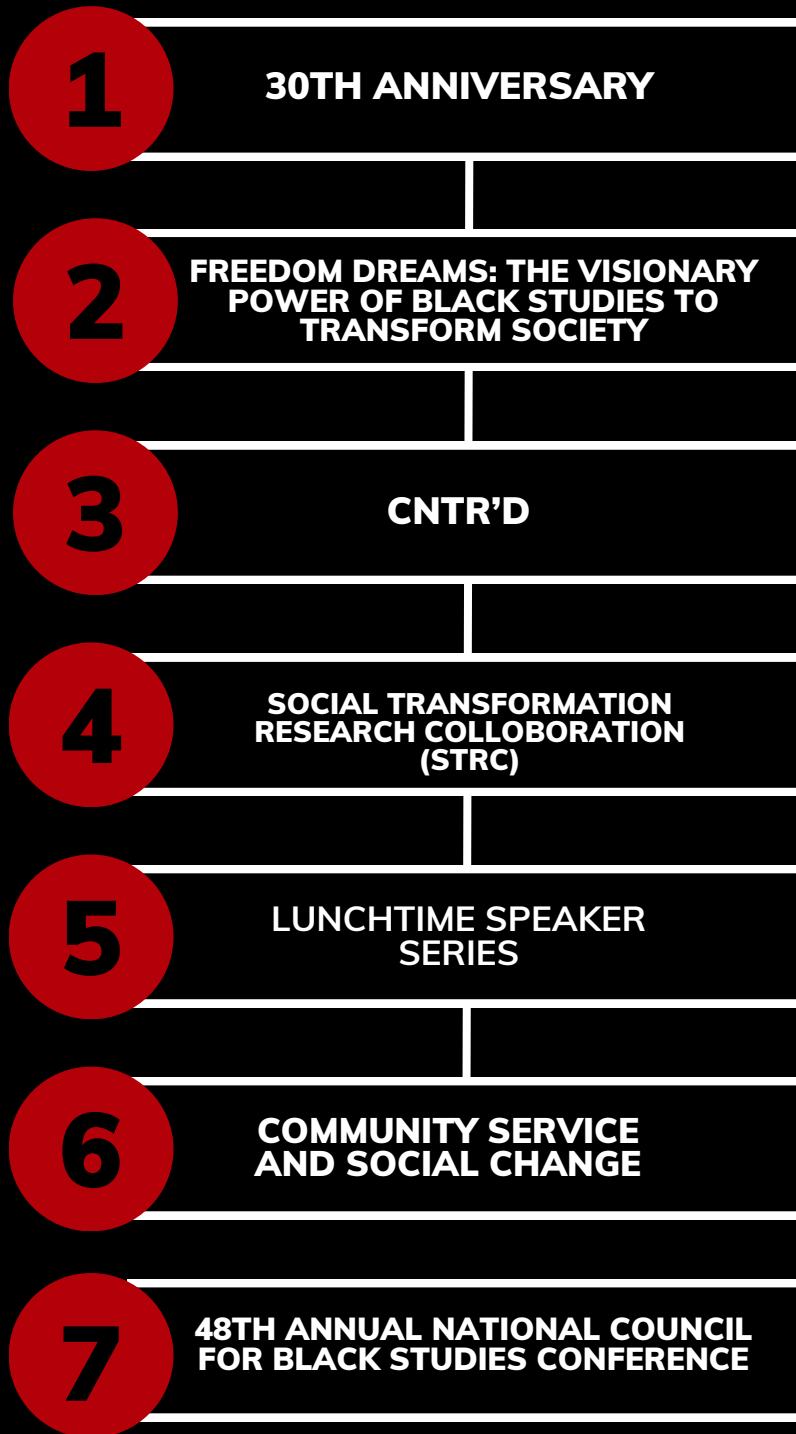 1
30TH ANNIVERSARY
2
FREEDOM DREAMS: THE VISIONARY
POWER OF BLACK STUDIES TO
TRANSFORM SOCIETY
3
CNTR’D
4
SOCIAL TRANSFORMATION
RESEARCH COLLOBORATION
(STRC)
5
LUNCHTIME SPEAKER
SERIES
6
COMMUNITY SERVICE
AND SOCIAL CHANGE
7
48TH ANNUAL NATIONAL COUNCIL
FOR BLACK STUDIES CONFERENCE